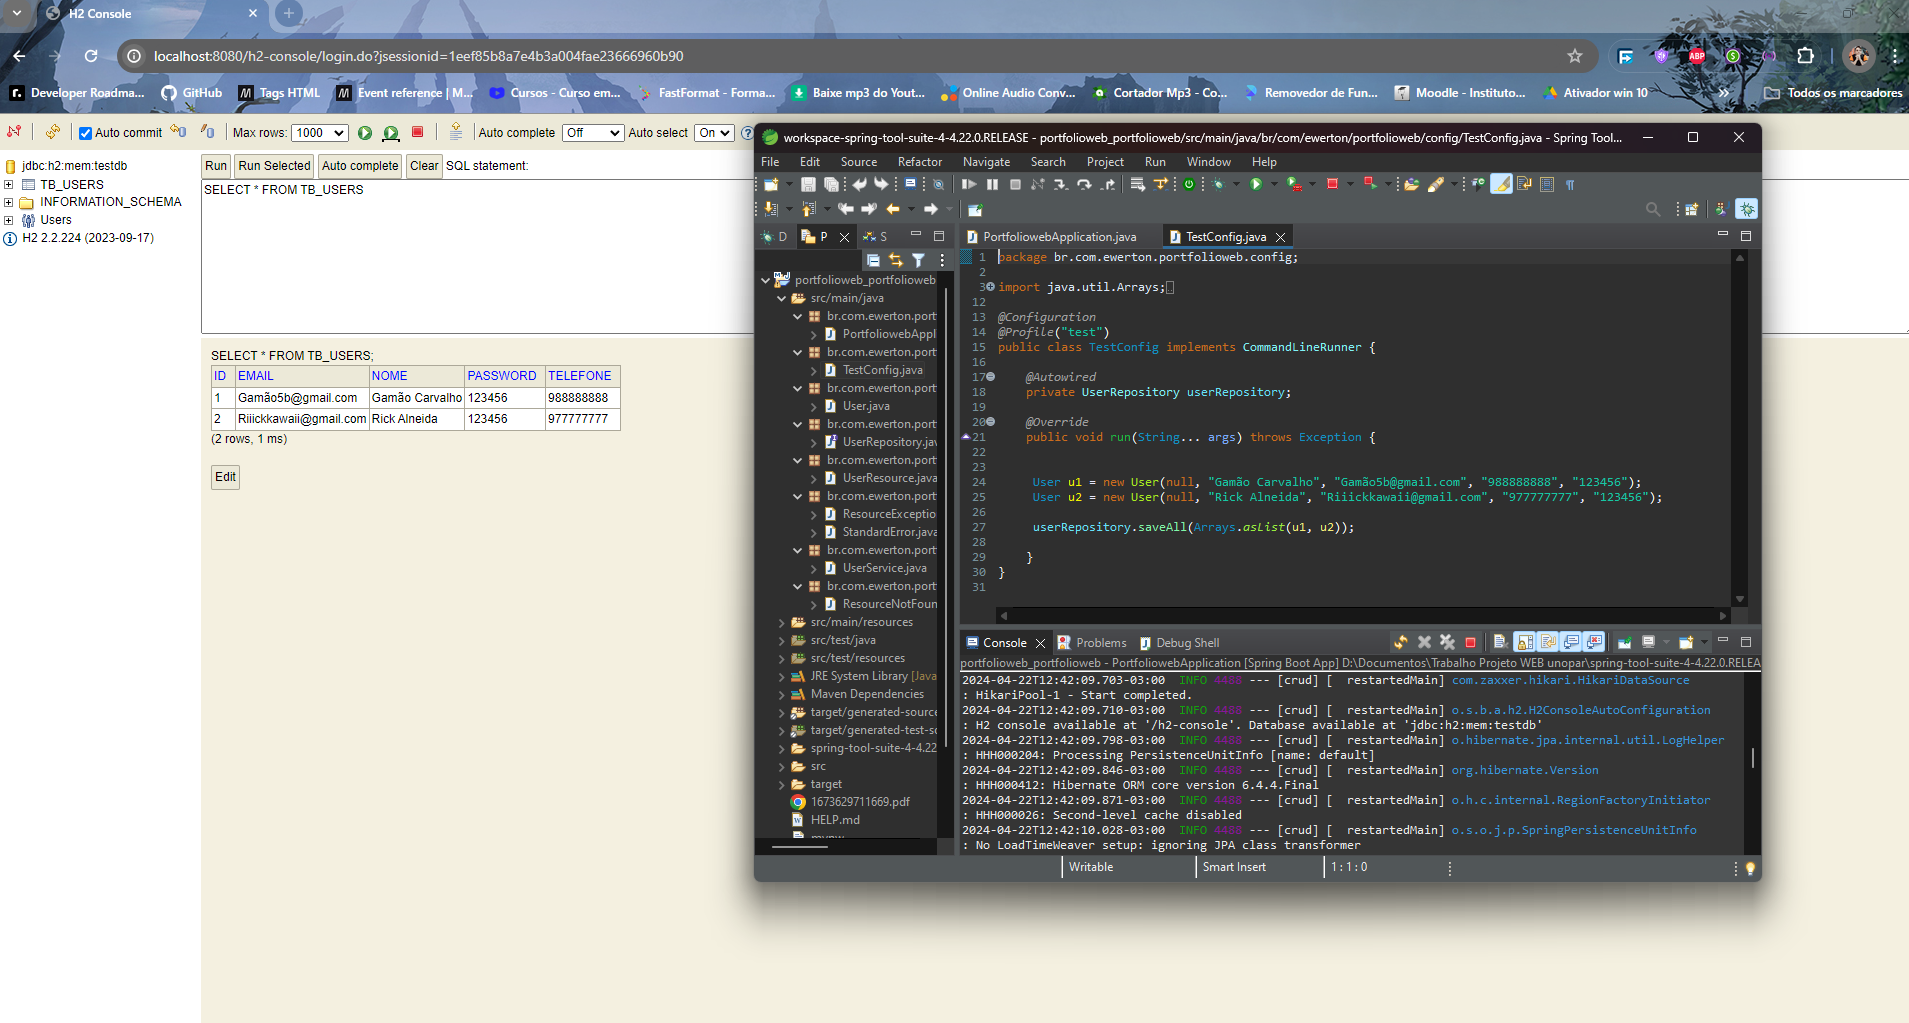 H2 Console
localhost:8080/h2-console/login.do?jsessionid=1eef85b8a7e4b3a004fae23666960b90
Developer Roadma... GitHub Tags HTML Event reference | M... Cursos - Curso em... FastFormat - Forma... Baixe mp3 do Yout... Online Audio Conv... Cortador Mp3 - Co... Removedor de Fun... Moodle - Instituto... Ativador win 10 » Todos os marcadores
Auto commit Max rows: 1000 Auto complete Off Auto select On
jdbc:h2:mem:testdb
TB_USERS
INFORMATION_SCHEMA
Users
H2 2.2.224 (2023-09-17)
Run Run Selected Auto complete Clear SQL statement:
SELECT * FROM TB_USERS
SELECT * FROM TB_USERS;
ID EMAIL NOME PASSWORD TELEFONE
1 Gamão5b@gmail.com Gamão Carvalho 123456 988888888
2 Riiickkawaii@gmail.com Rick Alneida 123456 977777777
(2 rows, 1 ms)
Edit
workspace-spring-tool-suite-4-4.22.0.RELEASE - portfolioweb_portfolioweb/src/main/java/br/com/ewerton/portfolioweb/config/TestConfig.java - Spring Tool...
File Edit Source Refactor Navigate Search Project Run Window Help
D P S
portfolioweb_portfolioweb
src/main/java
br.com.ewerton.port
PortfoliowebAppl
br.com.ewerton.port
TestConfig.java
br.com.ewerton.port
User.java
br.com.ewerton.port
UserRepository.jav
br.com.ewerton.port
UserResource.java
br.com.ewerton.port
ResourceExceptio
StandardError.java
br.com.ewerton.port
UserService.java
br.com.ewerton.port
ResourceNotFoun
src/main/resources
src/test/java
src/test/resources
JRE System Library [Java
Maven Dependencies
target/generated-source
target/generated-test-so
spring-tool-suite-4-4.22
src
target
1673629711669.pdf
HELP.md
PortfoliowebApplication.java TestConfig.java
1 package br.com.ewerton.portfolioweb.config;
2
3 import java.util.Arrays;
12
13 @Configuration
14 @Profile("test")
15 public class TestConfig implements CommandLineRunner {
16
17 @Autowired
18 private UserRepository userRepository;
19
20 @Override
21 public void run(String... args) throws Exception {
22
23
24 User u1 = new User(null, "Gamão Carvalho", "Gamão5b@gmail.com", "988888888", "123456");
25 User u2 = new User(null, "Rick Alneida", "Riiickkawaii@gmail.com", "977777777", "123456");
26
27 userRepository.saveAll(Arrays.asList(u1, u2));
28
29 }
30 }
31
Console Problems Debug Shell
portfolioweb_portfolioweb - PortfoliowebApplication [Spring Boot App] D:\Documentos\Trabalho Projeto WEB unopar\spring-tool-suite-4-4.22.0.RELEA
2024-04-22T12:42:09.703-03:00 INFO 4488 --- [crud] [ restartedMain] com.zaxxer.hikari.HikariDataSource
: HikariPool-1 - Start completed.
2024-04-22T12:42:09.710-03:00 INFO 4488 --- [crud] [ restartedMain] o.s.b.a.h2.H2ConsoleAutoConfiguration
: H2 console available at '/h2-console'. Database available at 'jdbc:h2:mem:testdb'
2024-04-22T12:42:09.798-03:00 INFO 4488 --- [crud] [ restartedMain] o.hibernate.jpa.internal.util.LogHelper
: HHH000204: Processing PersistenceUnitInfo [name: default]
2024-04-22T12:42:09.846-03:00 INFO 4488 --- [crud] [ restartedMain] org.hibernate.Version
: HHH000412: Hibernate ORM core version 6.4.4.Final
2024-04-22T12:42:09.871-03:00 INFO 4488 --- [crud] [ restartedMain] o.h.c.internal.RegionFactoryInitiator
: HHH000026: Second-level cache disabled
2024-04-22T12:42:10.028-03:00 INFO 4488 --- [crud] [ restartedMain] o.s.o.j.p.SpringPersistenceUnitInfo
: No LoadTimeWeaver setup: ignoring JPA class transformer
Writable Smart Insert 1 : 1 : 0